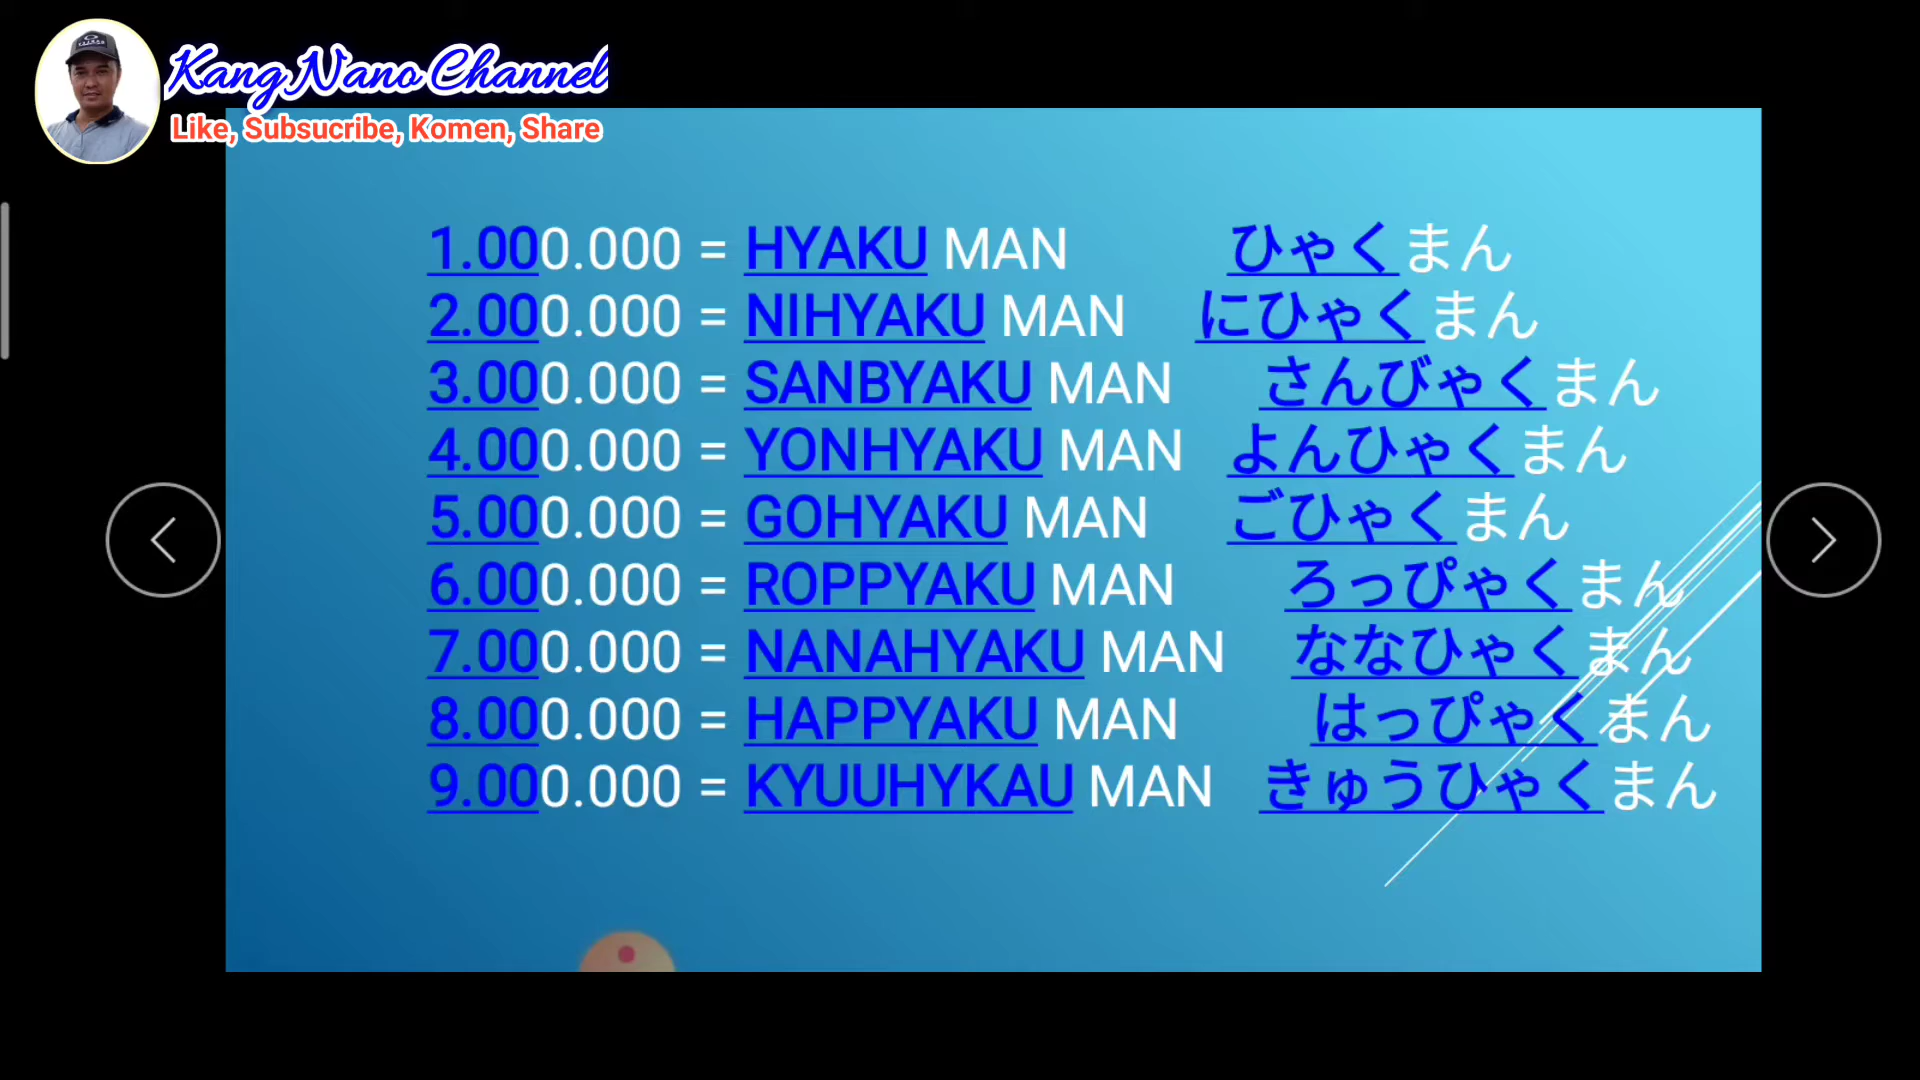 Kang Nano Channel
Like, Subsucribe, Komen, Share
1.000.000 = HYAKU MAN ひゃくまん
2.000.000 = NIHYAKU MAN にひゃくまん
3.000.000 = SANBYAKU MAN さんびゃくまん
4.000.000 = YONHYAKU MAN よんひゃくまん
5.000.000 = GOHYAKU MAN ごひゃくまん
6.000.000 = ROPPYAKU MAN ろっぴゃくまん
7.000.000 = NANAHYAKU MAN ななひゃくまん
8.000.000 = HAPPYAKU MAN はっぴゃくまん
9.000.000 = KYUUHYKAU MAN きゅうひゃくまん